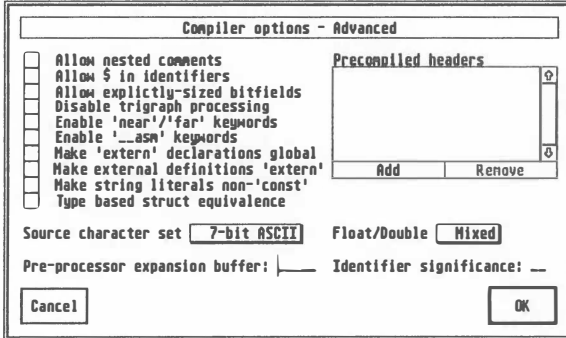 Compiler options - Advanced
Allow nested comments
Allow $ in identifiers
Allow explictly-sized bitfields
Disable trigraph processing
Enable 'near'/'far' keywords
Enable '__asm' keywords
Make 'extern' declarations global
Make external definitions 'extern'
Make string literals non-'const'
Type based struct equivalence
Precompiled headers
Add Remove
Source character set 7-bit ASCII Float/Double Mixed
Pre-processor expansion buffer: Identifier significance: __
Cancel OK